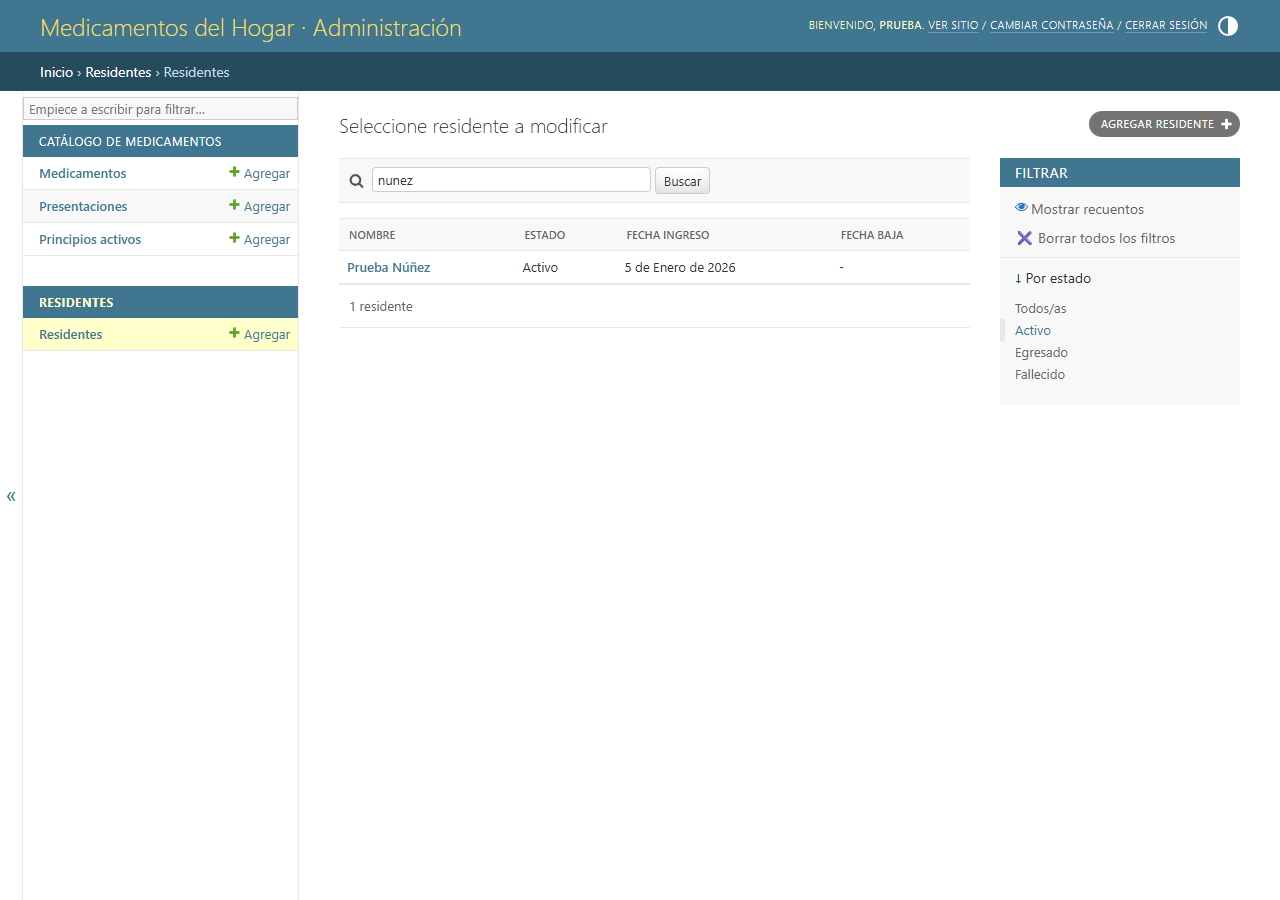 Medicamentos del Hogar · Administración
BIENVENIDO, PRUEBA. VER SITIO / CAMBIAR CONTRASEÑA / CERRAR SESIÓN
Inicio › Residentes › Residentes
Empiece a escribir para filtrar...
CATÁLOGO DE MEDICAMENTOS
Medicamentos Agregar
Presentaciones Agregar
Principios activos Agregar
RESIDENTES
Residentes Agregar
«
Seleccione residente a modificar
AGREGAR RESIDENTE
nunez Buscar
NOMBRE ESTADO FECHA INGRESO FECHA BAJA
Prueba Núñez Activo 5 de Enero de 2026 -
1 residente
FILTRAR
Mostrar recuentos
Borrar todos los filtros
↓ Por estado
Todos/as
Activo
Egresado
Fallecido